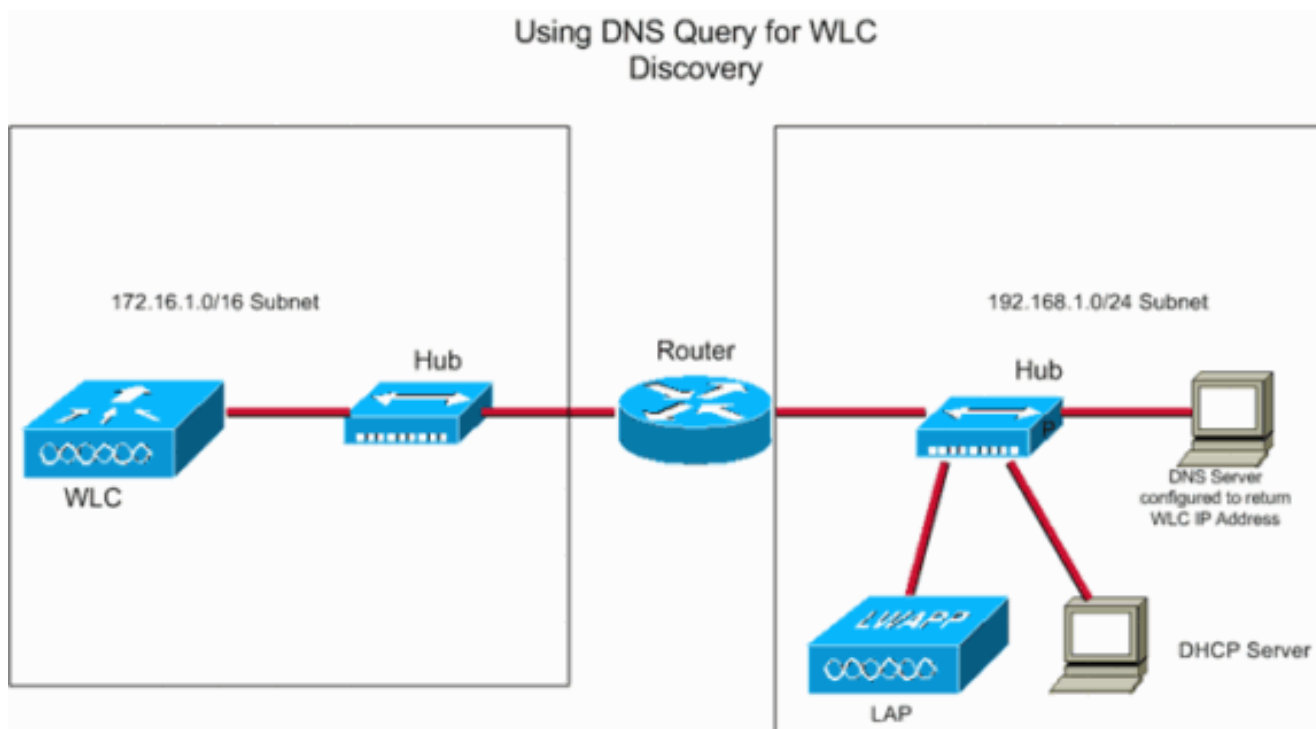 Using DNS Query for WLC
Discovery
172.16.1.0/16 Subnet
192.168.1.0/24 Subnet
Hub
Router
Hub
P
WLC
DNS Server
configured to return
WLC IP Address
LWAPP
DHCP Server
LAP